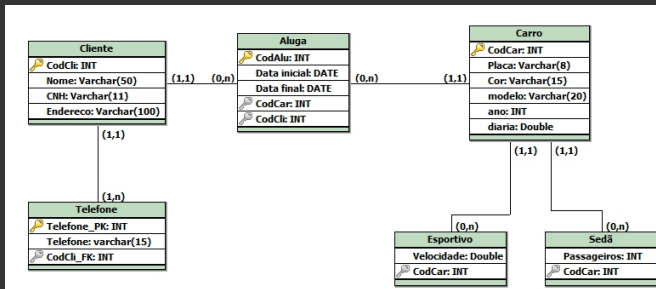 Cliente
CodCli: INT
Nome: Varchar(50)
CNH: Varchar(11)
Endereco: Varchar(100)
(1,1)
(0,n)
Aluga
CodAlu: INT
Data inicial: DATE
Data final: DATE
CodCar: INT
CodCli: INT
(0,n)
(1,1)
Carro
CodCar: INT
Placa: Varchar(8)
Cor: Varchar(15)
modelo: Varchar(20)
ano: INT
diaria: Double
(1,1)
(1,n)
Telefone
Telefone_PK: INT
Telefone: varchar(15)
CodCli_FK: INT
(1,1)
(1,1)
(0,n)
Esportivo
Velocidade: Double
CodCar: INT
(0,n)
Sedã
Passageiros: INT
CodCar: INT